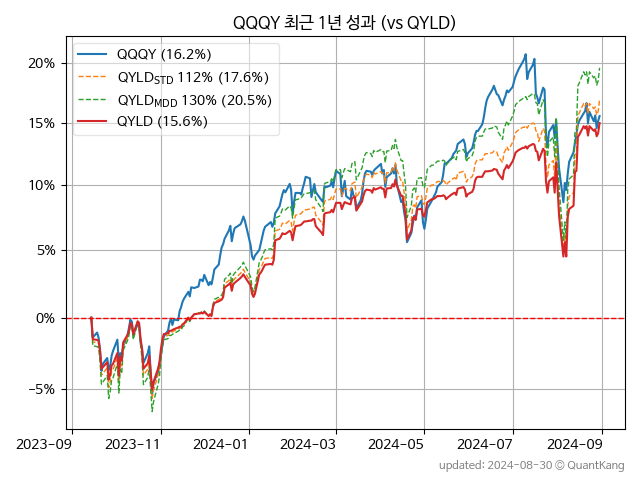 QQQY 최근 1년 성과 (vs QYLD)
QQQY (16.2%)
QYLD_STD 112% (17.6%)
QYLD_MDD 130% (20.5%)
QYLD (15.6%)
20%
15%
10%
5%
0%
−5%
2023−09 2023−11 2024−01 2024−03 2024−05 2024−07 2024−09
updated: 2024-08-30 © QuantKang